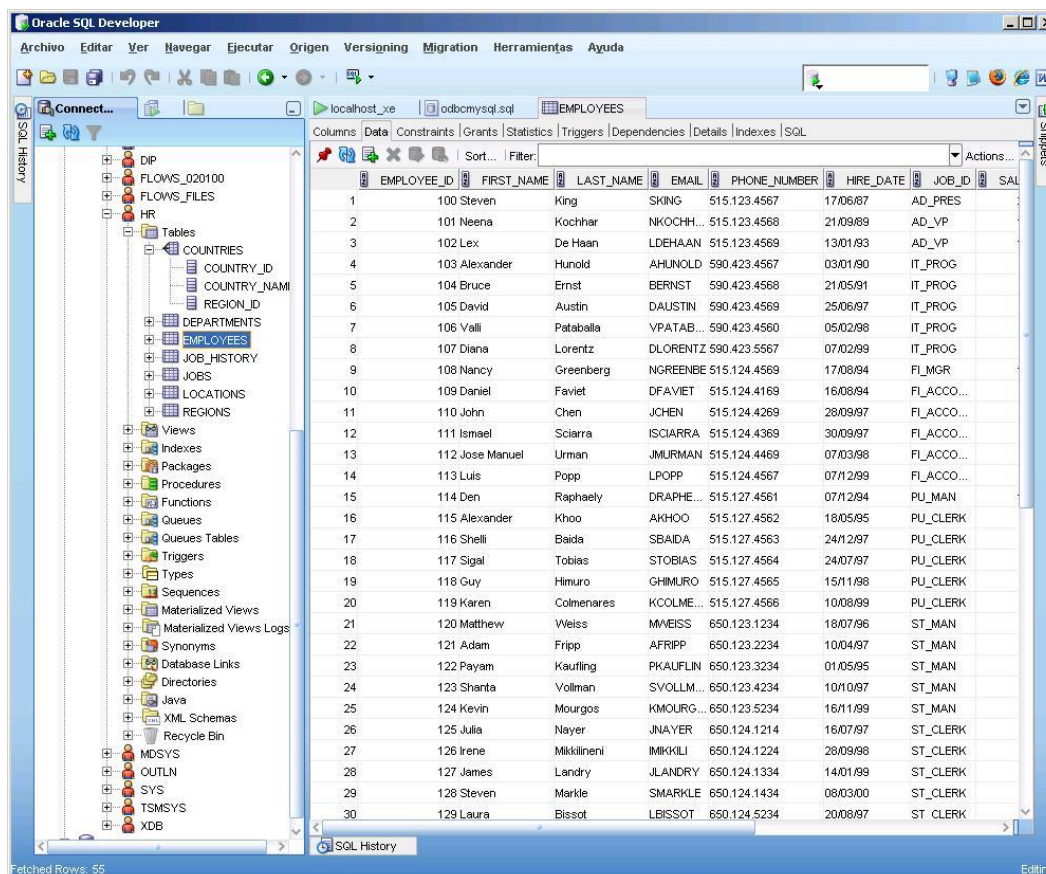 Oracle SQL Developer
Archivo Editar Ver Navegar Ejecutar Origen Versioning Migration Herramientas Ayuda
Connect...
localhost_xe odbcmysql.sql EMPLOYEES
SQL History
Columns Data Constraints Grants Statistics Triggers Dependencies Details Indexes SQL
Sort... Filter: Actions...
DIP
FLOWS_020100
FLOWS_FILES
HR
Tables
COUNTRIES
COUNTRY_ID
COUNTRY_NAM
REGION_ID
DEPARTMENTS
EMPLOYEES
JOB_HISTORY
JOBS
LOCATIONS
REGIONS
Views
Indexes
Packages
Procedures
Functions
Queues
Queues Tables
Triggers
Types
Sequences
Materialized Views
Materialized Views Logs
Synonyms
Database Links
Directories
Java
XML Schemas
Recycle Bin
MDSYS
OUTLN
SYS
TSMSYS
XDB
EMPLOYEE_ID FIRST_NAME LAST_NAME EMAIL PHONE_NUMBER HIRE_DATE JOB_ID SAL
1 100 Steven King SKING 515.123.4567 17/06/87 AD_PRES
2 101 Neena Kochhar NKOCHH... 515.123.4568 21/09/89 AD_VP
3 102 Lex De Haan LDEHAAN 515.123.4569 13/01/93 AD_VP
4 103 Alexander Hunold AHUNOLD 590.423.4567 03/01/90 IT_PROG
5 104 Bruce Ernst BERNST 590.423.4568 21/05/91 IT_PROG
6 105 David Austin DAUSTIN 590.423.4569 25/06/97 IT_PROG
7 106 Valli Pataballa VPATAB... 590.423.4560 05/02/98 IT_PROG
8 107 Diana Lorentz DLORENTZ 590.423.5567 07/02/99 IT_PROG
9 108 Nancy Greenberg NGREENBE 515.124.4569 17/08/94 FI_MGR
10 109 Daniel Faviet DFAVIET 515.124.4169 16/08/94 FI_ACCO...
11 110 John Chen JCHEN 515.124.4269 28/09/97 FI_ACCO...
12 111 Ismael Sciarra ISCIARRA 515.124.4369 30/09/97 FI_ACCO...
13 112 Jose Manuel Urman JMURMAN 515.124.4469 07/03/98 FI_ACCO...
14 113 Luis Popp LPOPP 515.124.4567 07/12/99 FI_ACCO...
15 114 Den Raphaely DRAPHE... 515.127.4561 07/12/94 PU_MAN
16 115 Alexander Khoo AKHOO 515.127.4562 18/05/95 PU_CLERK
17 116 Shelli Baida SBAIDA 515.127.4563 24/12/97 PU_CLERK
18 117 Sigal Tobias STOBIAS 515.127.4564 24/07/97 PU_CLERK
19 118 Guy Himuro GHIMURO 515.127.4565 15/11/98 PU_CLERK
20 119 Karen Colmenares KCOLME... 515.127.4566 10/08/99 PU_CLERK
21 120 Matthew Weiss MWEISS 650.123.1234 18/07/96 ST_MAN
22 121 Adam Fripp AFRIPP 650.123.2234 10/04/97 ST_MAN
23 122 Payam Kaufling PKAUFLIN 650.123.3234 01/05/95 ST_MAN
24 123 Shanta Vollman SVOLLM... 650.123.4234 10/10/97 ST_MAN
25 124 Kevin Mourgos KMOURG... 650.123.5234 16/11/99 ST_MAN
26 125 Julia Nayer JNAYER 650.124.1214 16/07/97 ST_CLERK
27 126 Irene Mikkilineni IMIKKILI 650.124.1224 28/09/98 ST_CLERK
28 127 James Landry JLANDRY 650.124.1334 14/01/99 ST_CLERK
29 128 Steven Markle SMARKLE 650.124.1434 08/03/00 ST_CLERK
30 129 Laura Bissot LBISSOT 650.124.5234 20/08/97 ST_CLERK
SQL History
Fetched Rows: 55
Editin